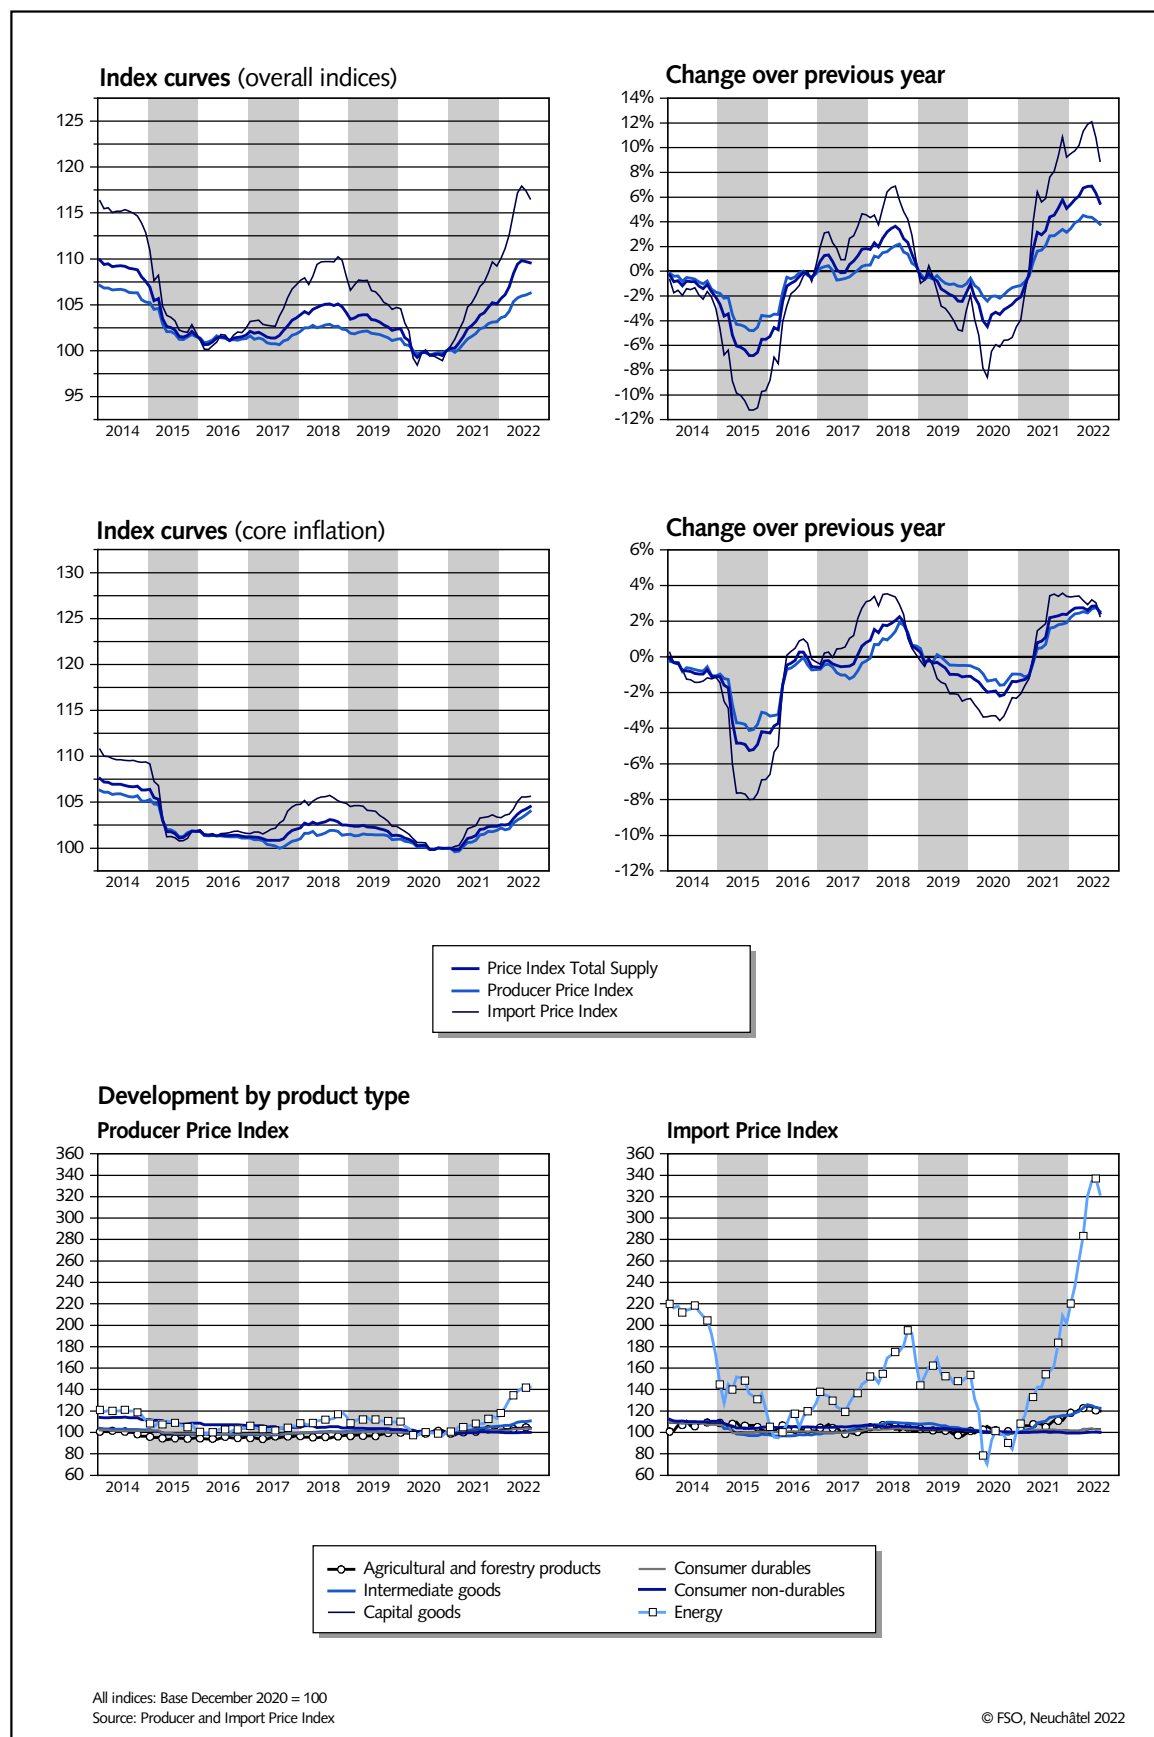 Index curves (overall indices)
125
120
115
110
105
100
95
2014 2015 2016 2017 2018 2019 2020 2021 2022
Change over previous year
14%
12%
10%
8%
6%
4%
2%
0%
-2%
-4%
-6%
-8%
-10%
-12%
2014 2015 2016 2017 2018 2019 2020 2021 2022
Index curves (core inflation)
130
125
120
115
110
105
100
2014 2015 2016 2017 2018 2019 2020 2021 2022
Change over previous year
6%
4%
2%
0%
-2%
-4%
-6%
-8%
-10%
-12%
2014 2015 2016 2017 2018 2019 2020 2021 2022
Price Index Total Supply
Producer Price Index
Import Price Index
Development by product type
Producer Price Index
360
340
320
300
280
260
240
220
200
180
160
140
120
100
80
60
2014 2015 2016 2017 2018 2019 2020 2021 2022
Import Price Index
360
340
320
300
280
260
240
220
200
180
160
140
120
100
80
60
2014 2015 2016 2017 2018 2019 2020 2021 2022
Agricultural and forestry products
Intermediate goods
Capital goods
Consumer durables
Consumer non-durables
Energy
All indices: Base December 2020 = 100
Source: Producer and Import Price Index
© FSO, Neuchâtel 2022